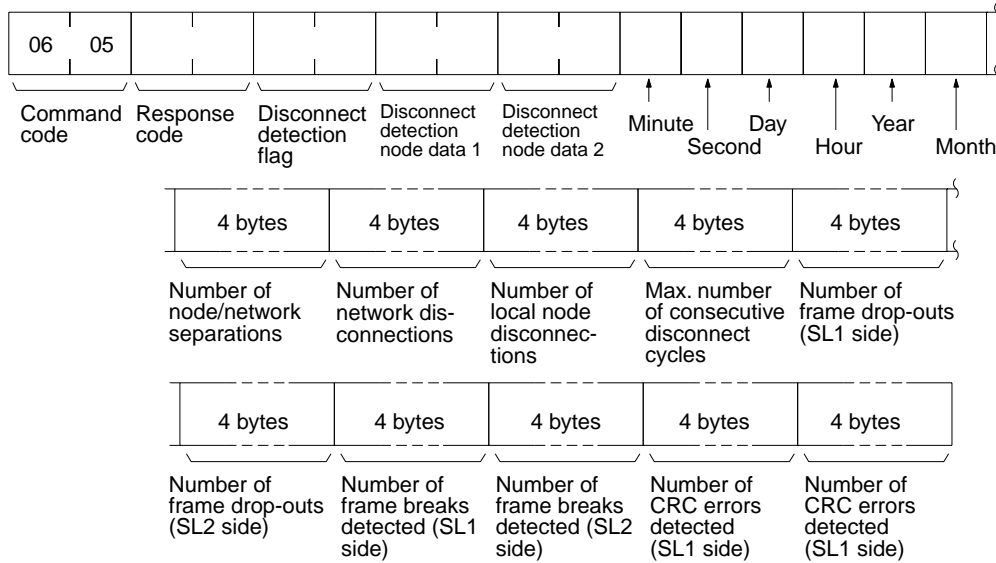 06 05
Command code
Response code
Disconnect detection flag
Disconnect detection node data 1
Disconnect detection node data 2
Minute
Second
Day
Hour
Year
Month
4 bytes 4 bytes 4 bytes 4 bytes 4 bytes
Number of node/network separations
Number of network dis-connections
Number of local node disconnec-tions
Max. number of consecutive disconnect cycles
Number of frame drop-outs (SL1 side)
4 bytes 4 bytes 4 bytes 4 bytes 4 bytes
Number of frame drop-outs (SL2 side)
Number of frame breaks detected (SL1 side)
Number of frame breaks detected (SL2 side)
Number of CRC errors detected (SL1 side)
Number of CRC errors detected (SL1 side)